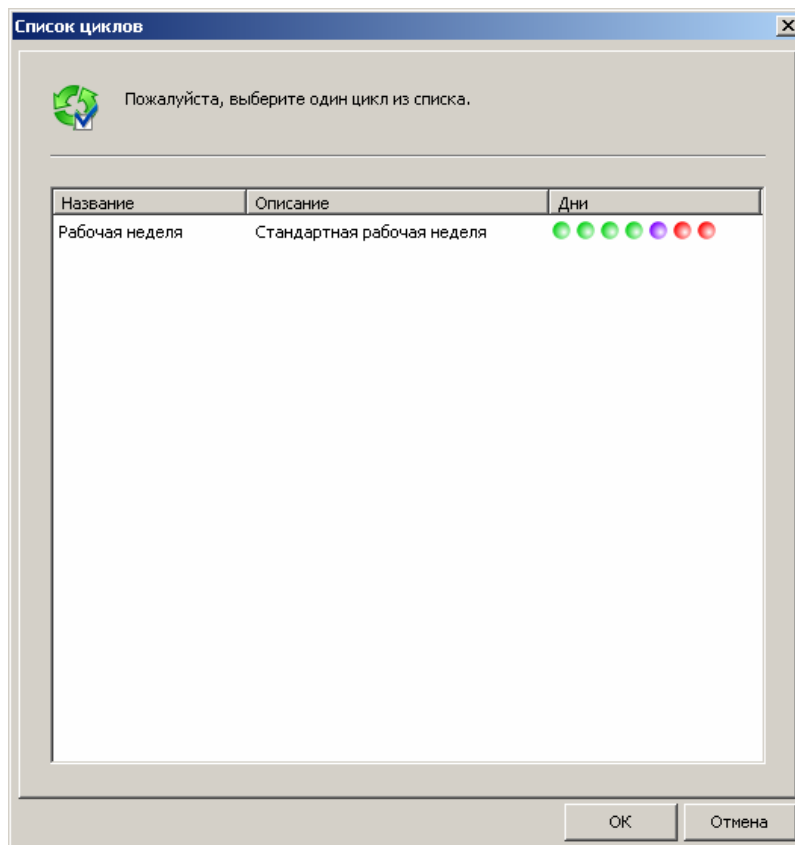 Список циклов
Пожалуйста, выберите один цикл из списка.
Название Описание Дни
Рабочая неделя Стандартная рабочая неделя
ОК Отмена